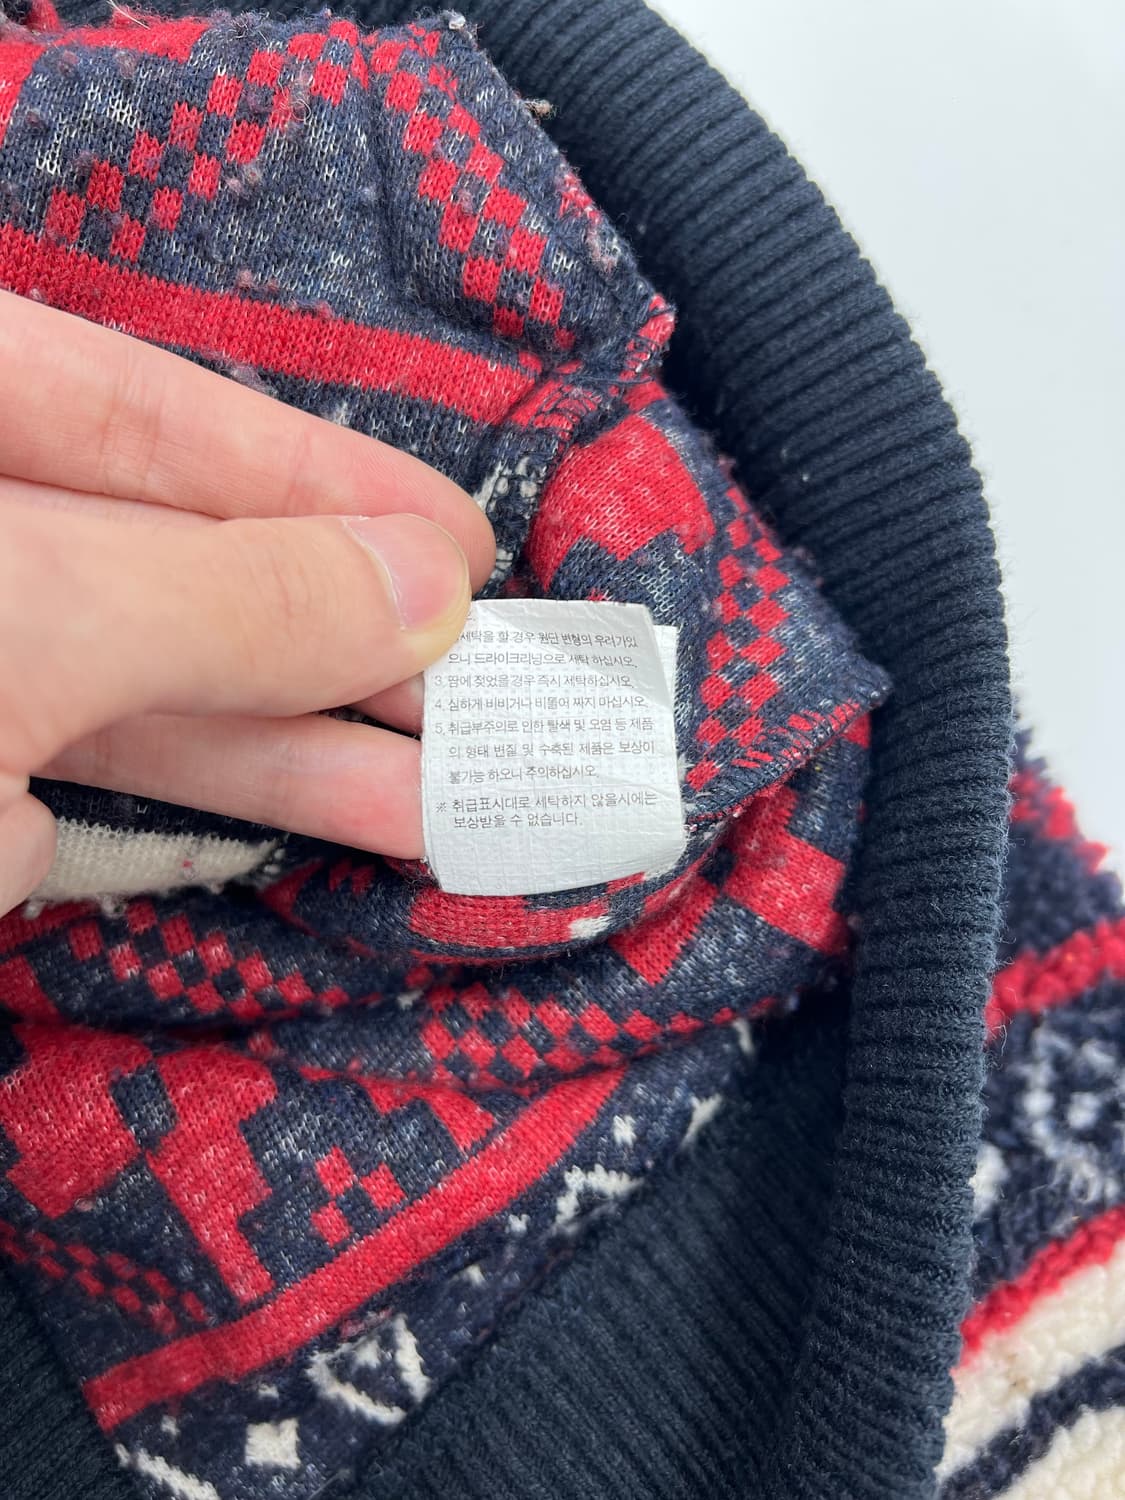 세탁을 할 경우 원단 변형의 우려가있
으니 드라이크리닝으로 세탁 하십시오.
3. 땀에 젖었을경우 즉시 세탁하십시오.
4. 심하게 비비거나 비틀어 짜지 마십시오.
5. 취급부주의로 인한 탈색 및 오염 등 제품
의 형태 변질 및 수축된 제품은 보상이
불가능 하오니 주의하십시오.
※ 취급표시대로 세탁하지 않을시에는
보상받을 수 없습니다.